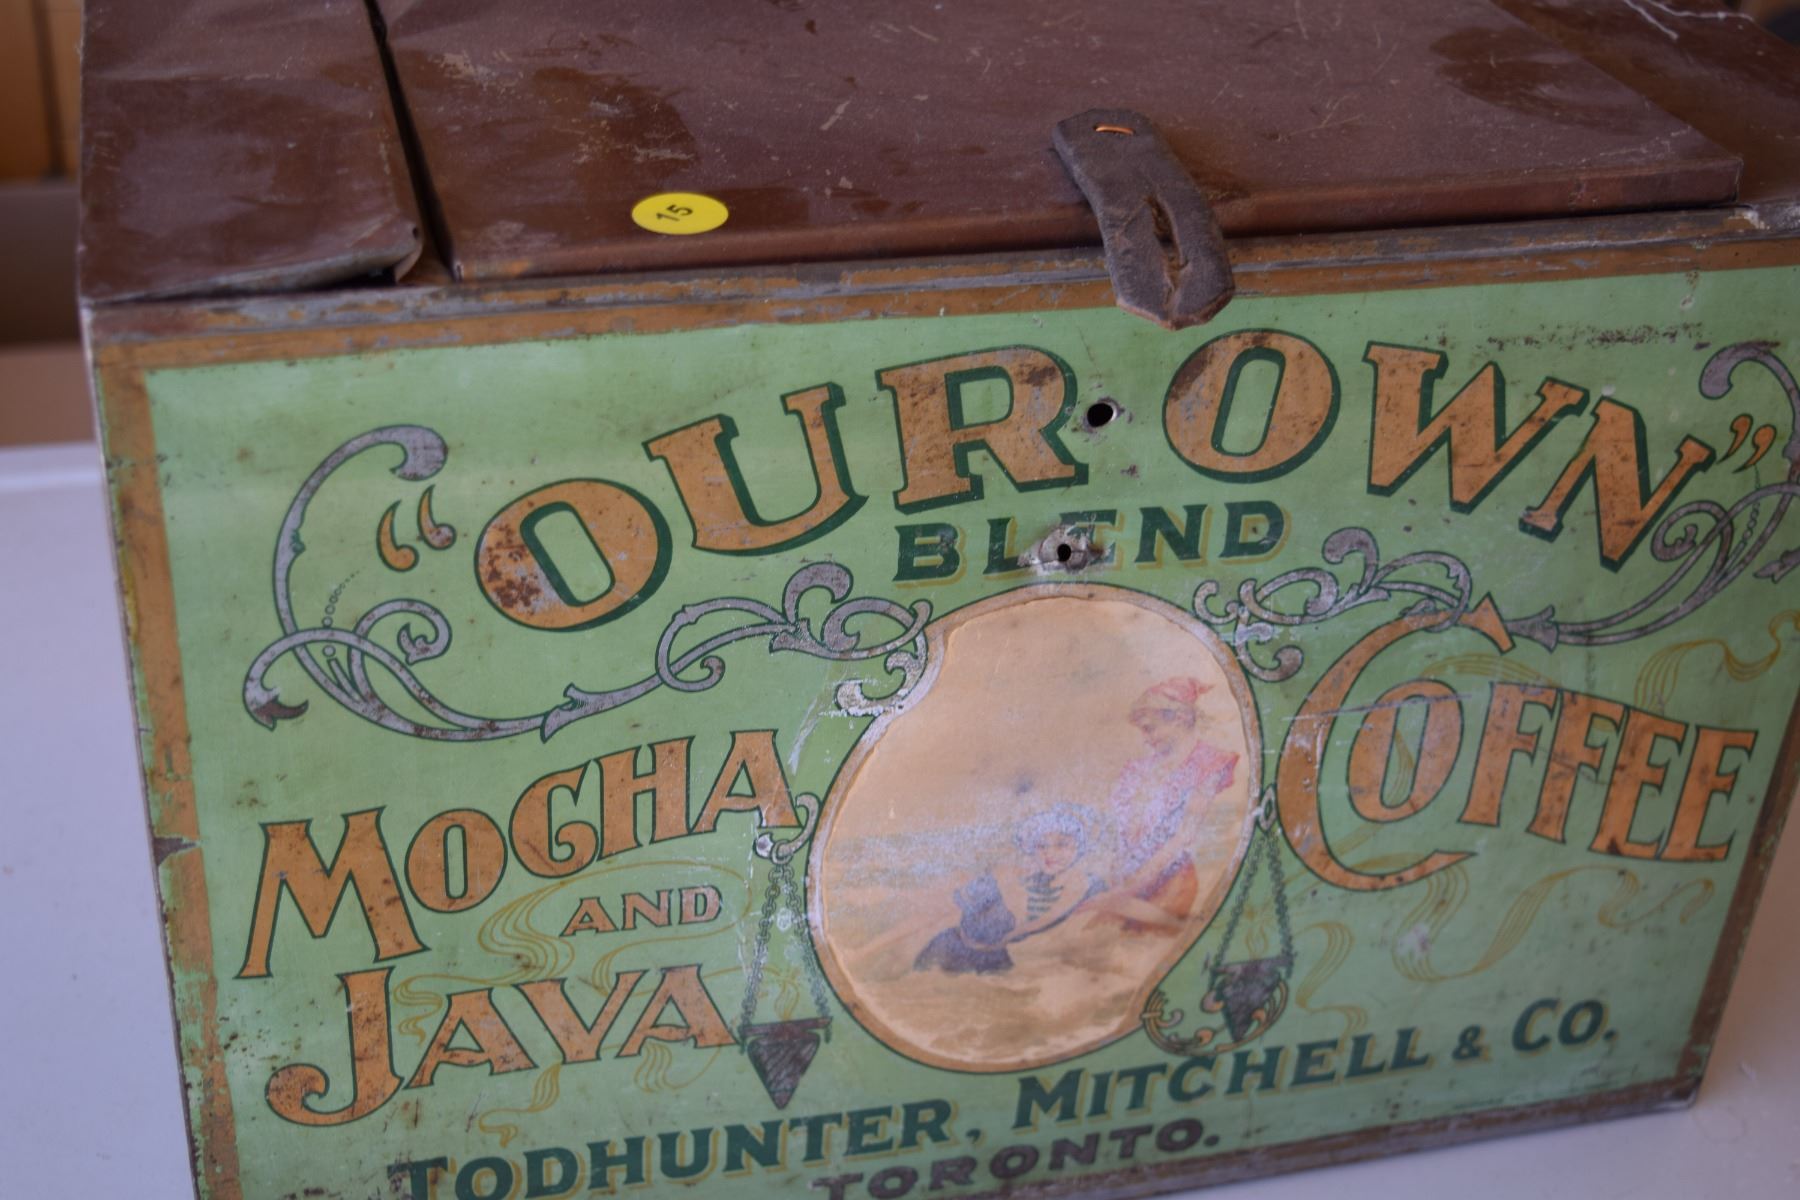 15
"OUR OWN"
BLEND
MOCHA
AND
JAVA
COFFEE
TODHUNTER, MITCHELL & CO.
TORONTO.